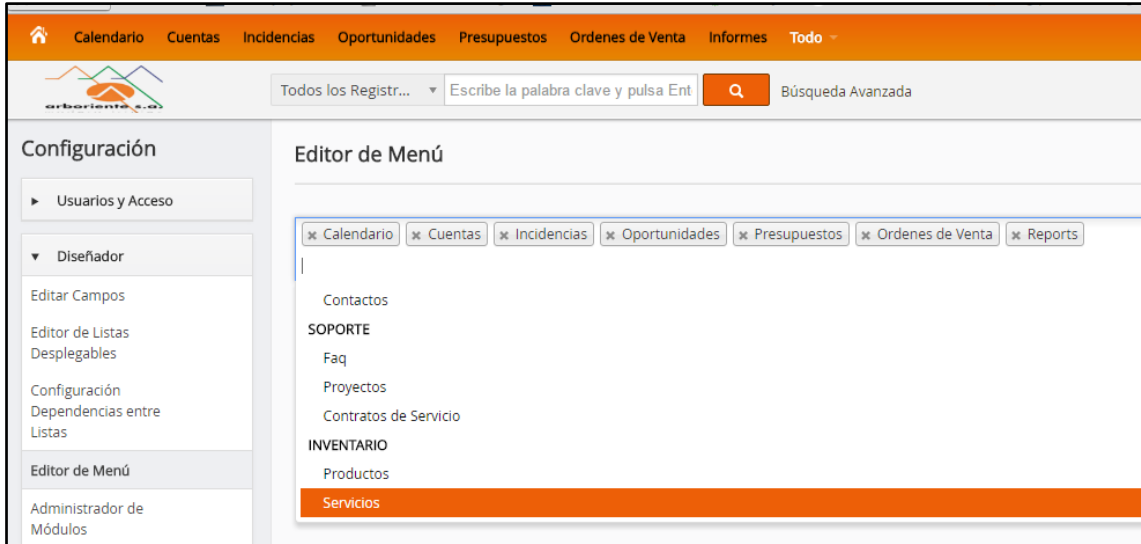 Calendario Cuentas Incidencias Oportunidades Presupuestos Ordenes de Venta Informes Todo
arboriente s.a.
Todos los Registr... Escribe la palabra clave y pulsa Ent Búsqueda Avanzada
Configuración
Usuarios y Acceso
Diseñador
Editar Campos
Editor de Listas
Desplegables
Configuración
Dependencias entre
Listas
Editor de Menú
Administrador de
Módulos
Editor de Menú
Calendario Cuentas Incidencias Oportunidades Presupuestos Ordenes de Venta Reports
Contactos
SOPORTE
Faq
Proyectos
Contratos de Servicio
INVENTARIO
Productos
Servicios